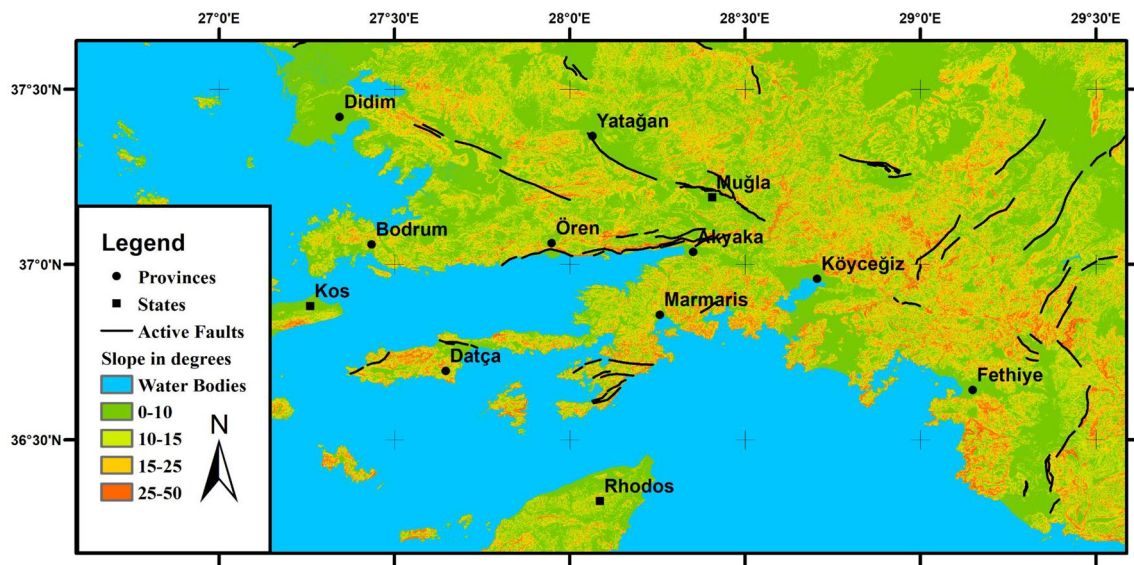 27°0'E 27°30'E 28°0'E 28°30'E 29°0'E 29°30'E
37°30'N
37°0'N
36°30'N
Didim
Yatağan
Muğla
Bodrum
Ören
Akyaka
Köyceğiz
Kos
Marmaris
Datça
Fethiye
Rhodos
Legend
Provinces
States
Active Faults
Slope in degrees
Water Bodies
0-10
10-15
15-25
25-50
N